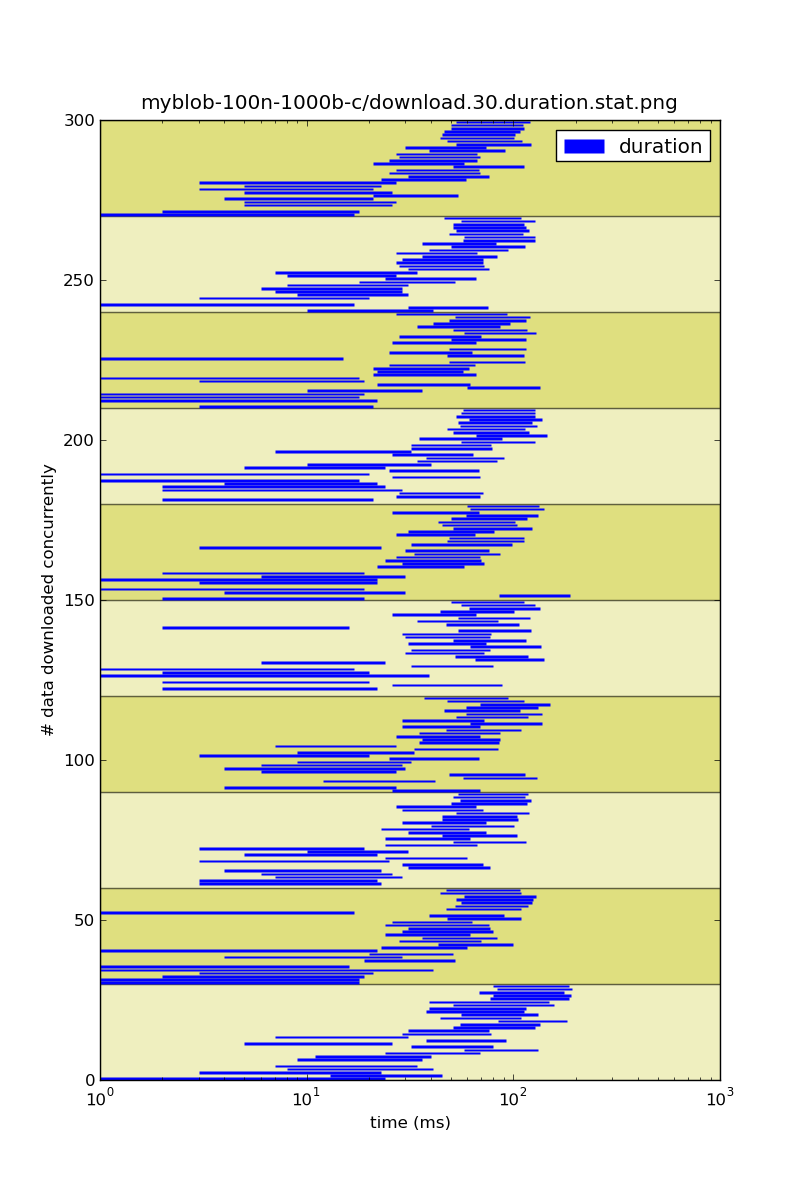 myblob-100n-1000b-c/download.30.duration.stat.png
duration
300
250
200
150
100
50
0
# data downloaded concurrently
10^0 10^1 10^2 10^3
time (ms)